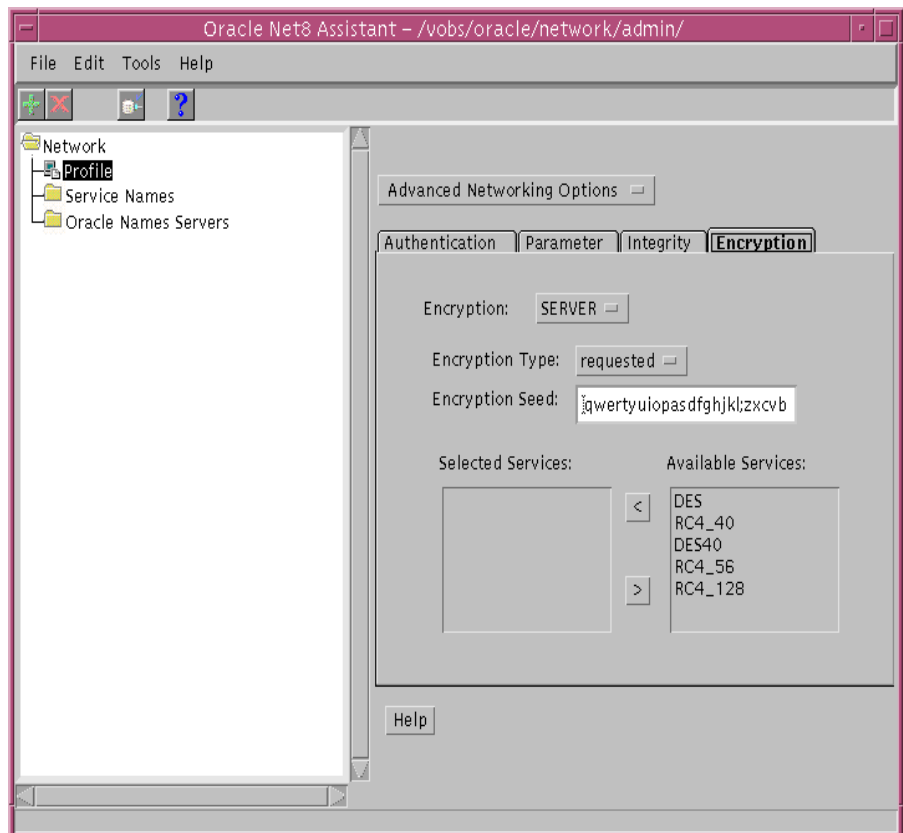 Oracle Net8 Assistant – /vobs/oracle/network/admin/
File Edit Tools Help
?
Network
Profile
Service Names
Oracle Names Servers
Advanced Networking Options
Authentication Parameter Integrity Encryption
Encryption: SERVER
Encryption Type: requested
Encryption Seed: qwertyuiopasdfghjkl;zxcvb
Selected Services: Available Services:
<
DES
RC4_40
DES40
RC4_56
> RC4_128
Help